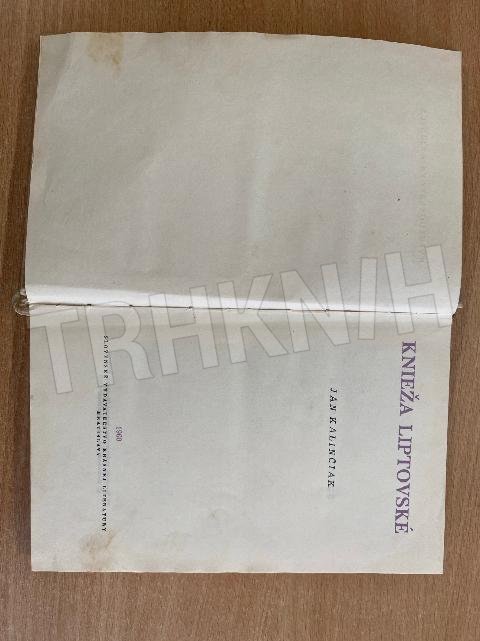 KNIEŽA LIPTOVSKÉ
JÁN KALINČIAK
1960
SLOVENSKÉ VYDAVATEĽSTVO KRÁSNEJ LITERATÚRY
BRATISLAVA
TRHKNIH